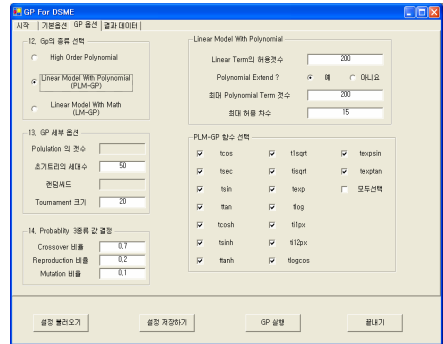 GP For DSME
시작 기본옵션 GP 옵션 결과 데이터
12. Gp의 종류 선택
High Order Polynomial
Linear Model With Polynomial
(PLM-GP)
Linear Model With Math
(LM-GP)
13. GP 세부 옵션
Polulation 의 갯수
초기트리의 세대수 50
랜덤씨드
Tournament 크기 20
14. Probability 3종류 값 결정
Crossover 비율 0.7
Reproduction 비율 0.2
Mutation 비율 0.1
Linear Model With Polynomial
Linear Term의 허용갯수 200
Polynomial Extend ? 예 아니요
최대 Polynomial Term 갯수 200
최대 허용 차수 15
PLM-GP 함수 선택
tcos t1sqrt texpsin
tsec tisqrt texptan
tsin texp 모두선택
ttan tlog
tcosh ti1px
tsinh ti12px
ttanh tlogcos
설정 불러오기 설정 저장하기 GP 실행 끝내기